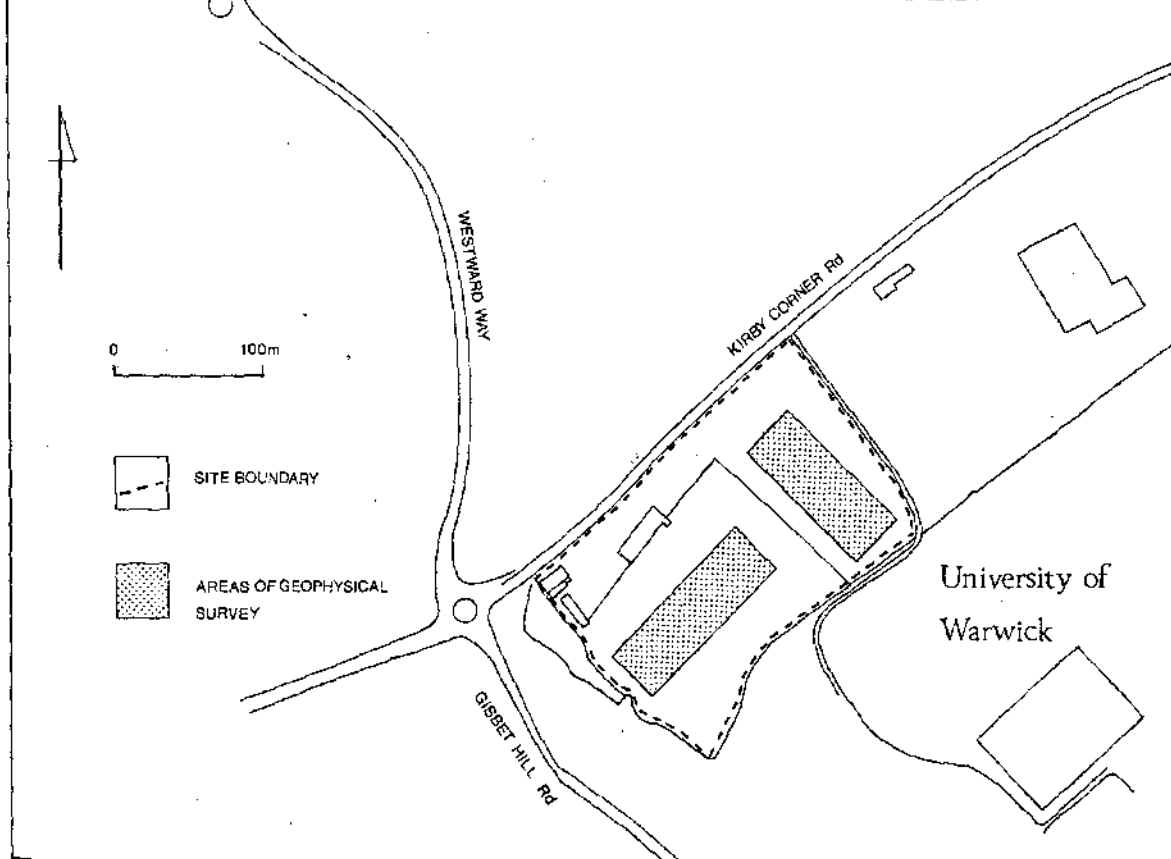 WESTWARD WAY
KIRBY CORNER Rd
0 100m
SITE BOUNDARY
AREAS OF GEOPHYSICAL
SURVEY
University of
Warwick
GISBET HILL Rd